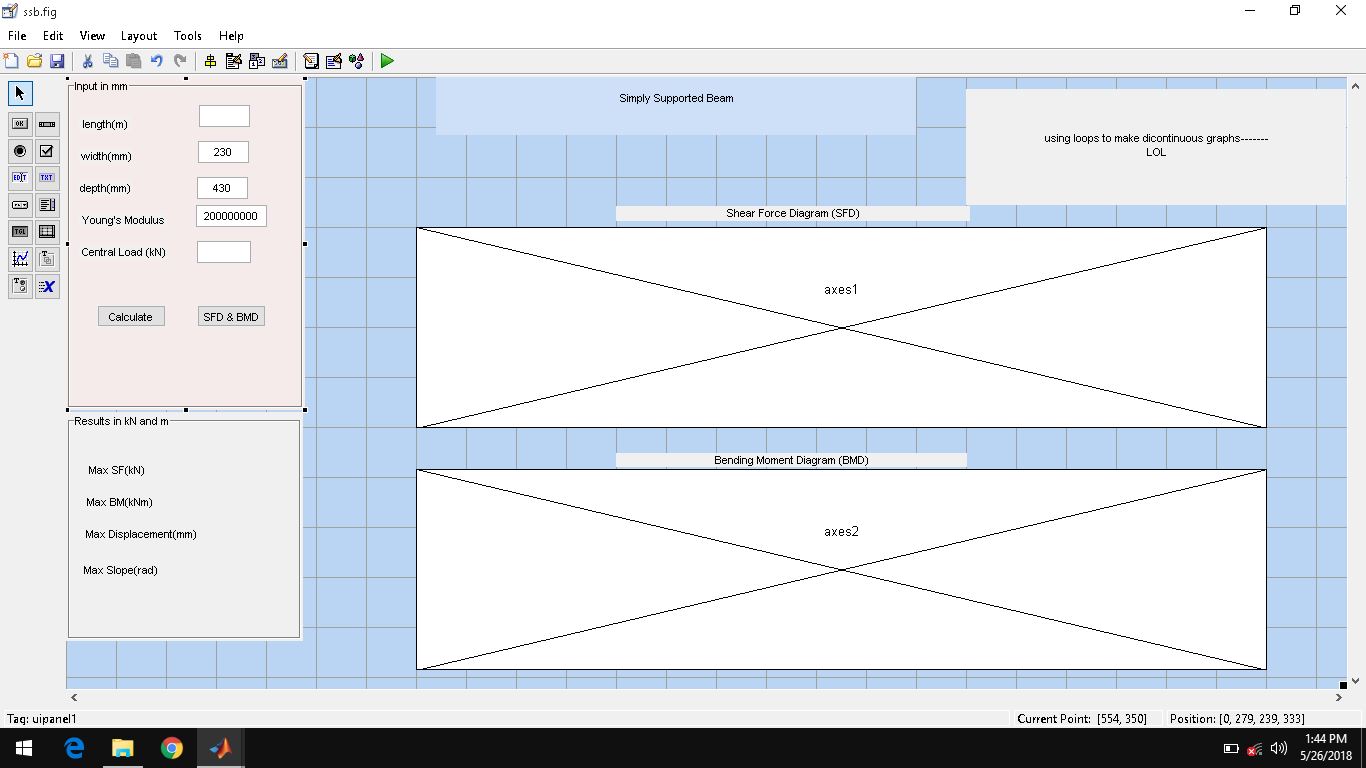 ssb.fig
File Edit View Layout Tools Help
Input in mm
length(m)
width(mm) 230
depth(mm) 430
Young's Modulus 200000000
Central Load (kN)
Calculate SFD & BMD
Results in kN and m
Max SF(kN)
Max BM(kNm)
Max Displacement(mm)
Max Slope(rad)
Simply Supported Beam
using loops to make dicontinuous graphs-------
LOL
Shear Force Diagram (SFD)
axes1
Bending Moment Diagram (BMD)
axes2
OK
EDIT TXT
TGL
Tag: uipanel1 Current Point: [554, 350] Position: [0, 279, 239, 333]
1:44 PM
5/26/2018